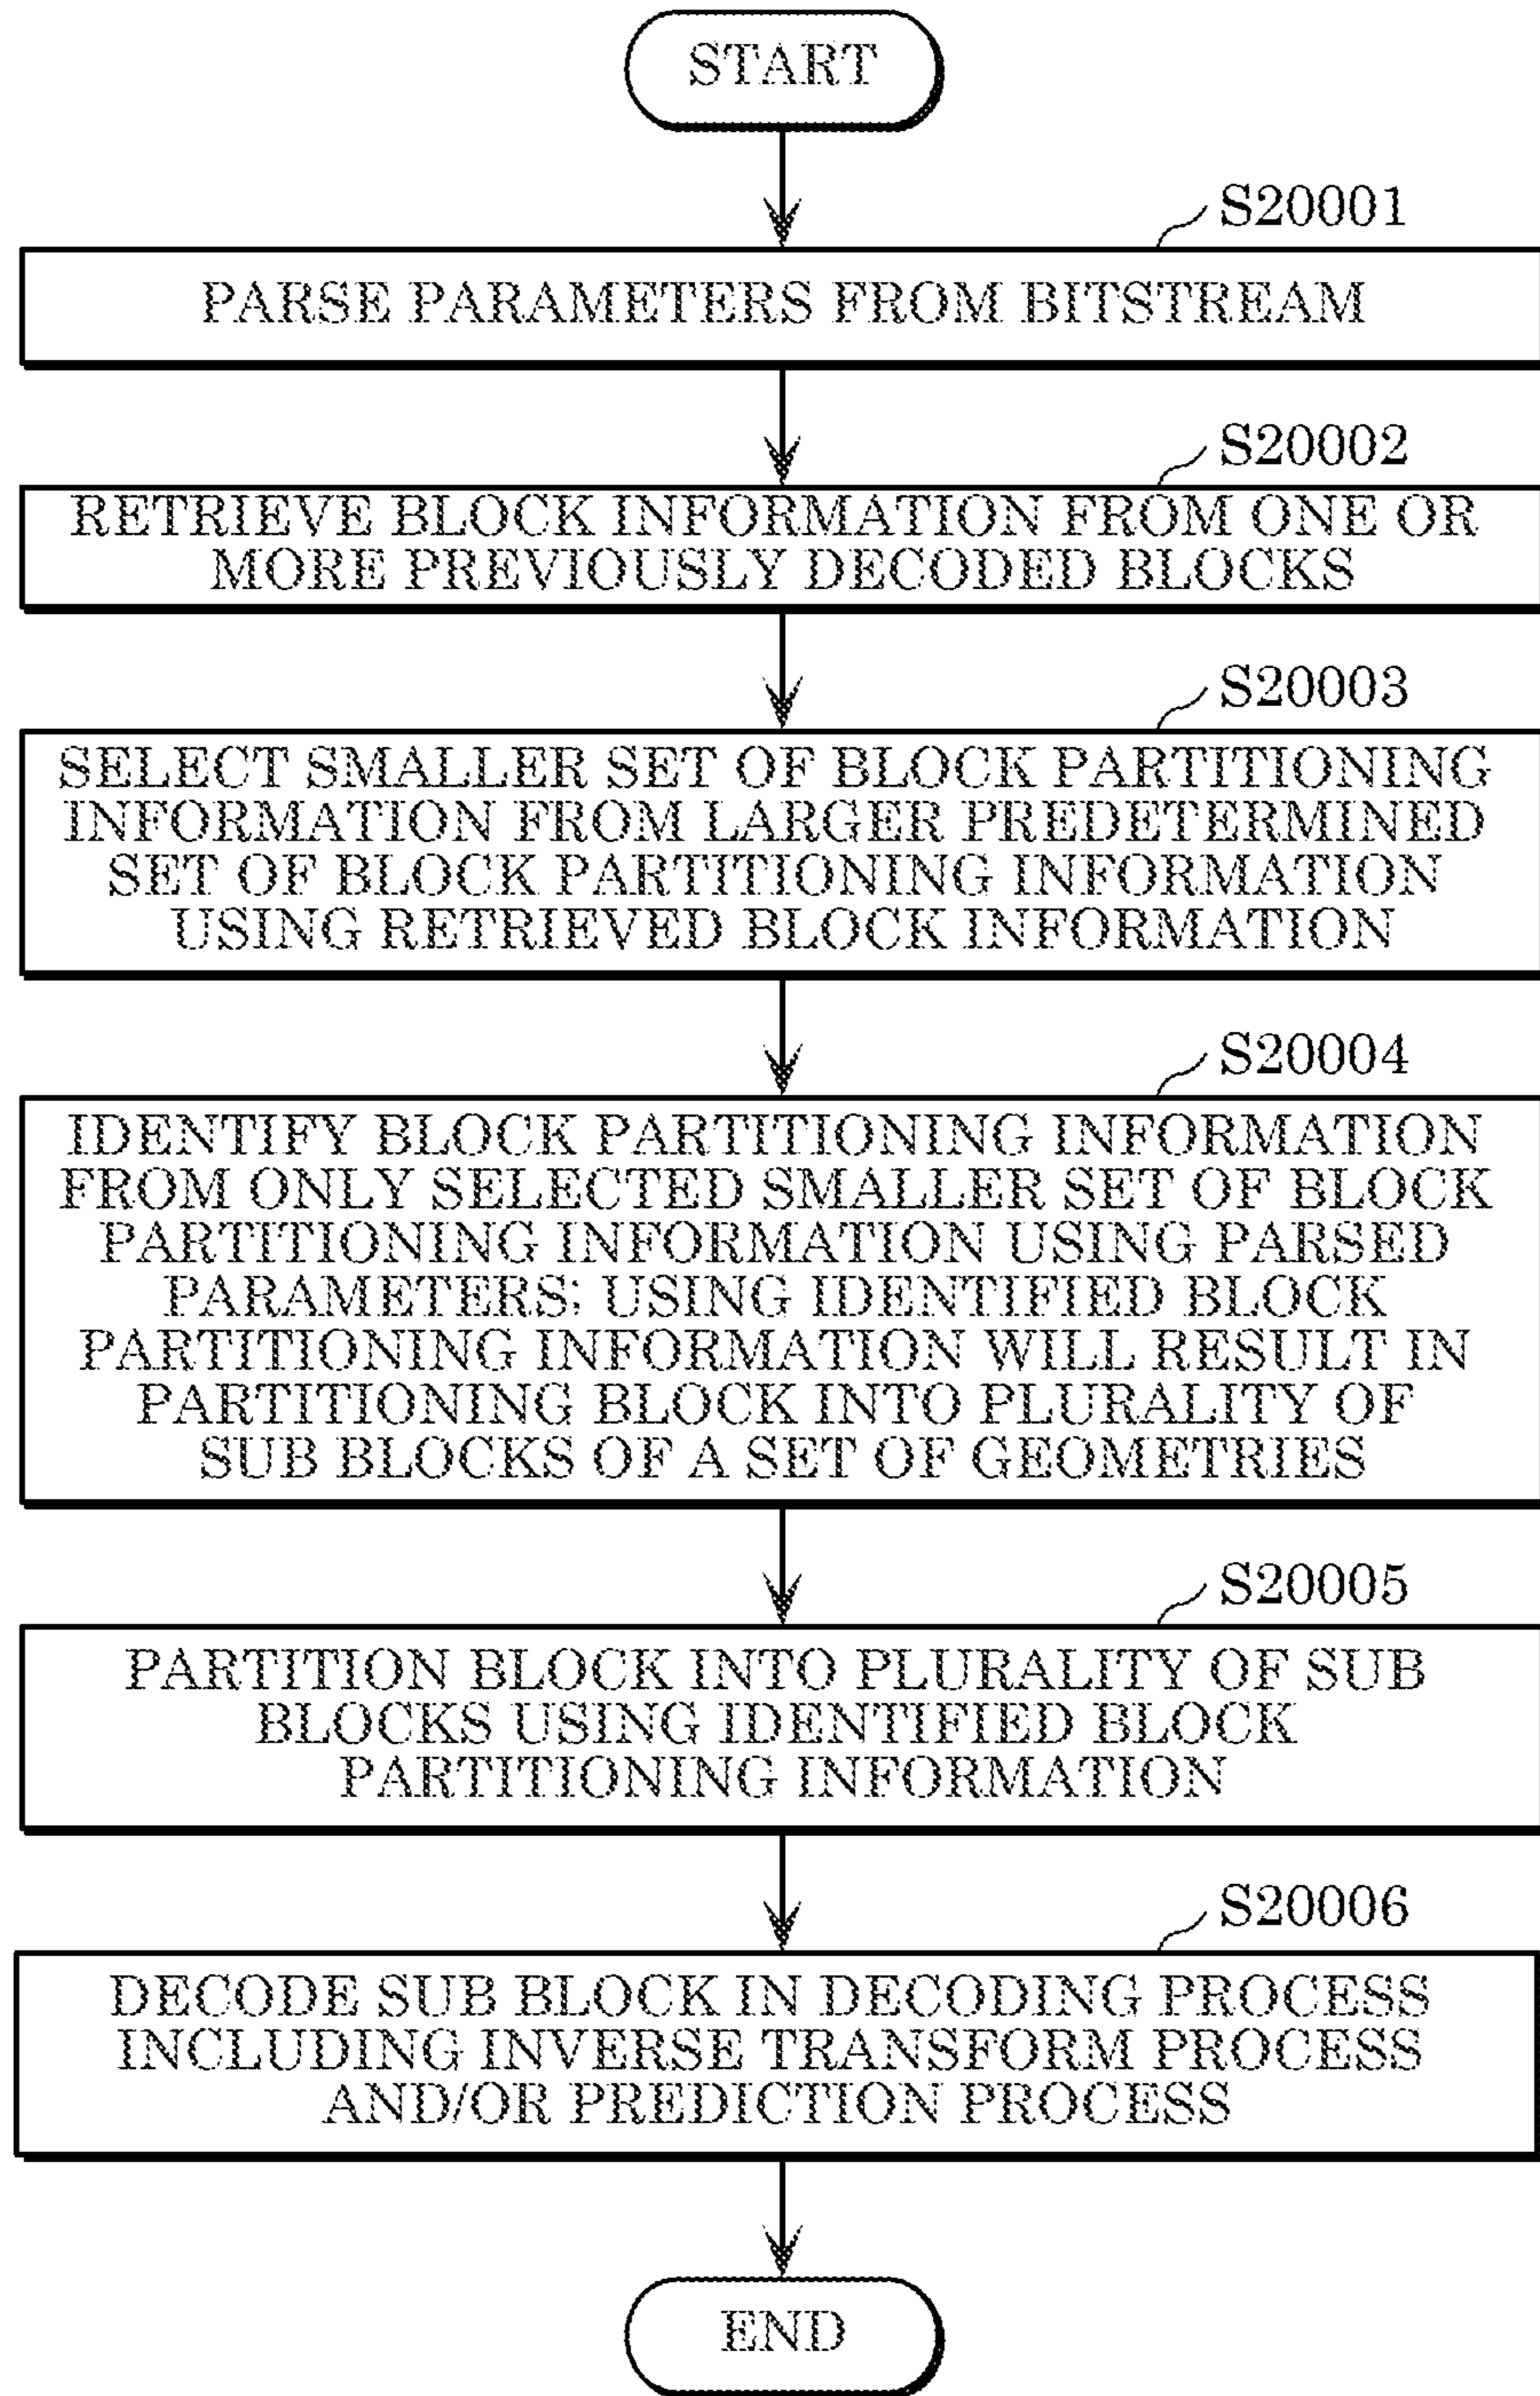 START
S20001
PARSE PARAMETERS FROM BITSTREAM
S20002
RETRIEVE BLOCK INFORMATION FROM ONE OR
MORE PREVIOUSLY DECODED BLOCKS
S20003
SELECT SMALLER SET OF BLOCK PARTITIONING
INFORMATION FROM LARGER PREDETERMINED
SET OF BLOCK PARTITIONING INFORMATION
USING RETRIEVED BLOCK INFORMATION
S20004
IDENTIFY BLOCK PARTITIONING INFORMATION
FROM ONLY SELECTED SMALLER SET OF BLOCK
PARTITIONING INFORMATION USING PARSED
PARAMETERS; USING IDENTIFIED BLOCK
PARTITIONING INFORMATION WILL RESULT IN
PARTITIONING BLOCK INTO PLURALITY OF
SUB BLOCKS OF A SET OF GEOMETRIES
S20005
PARTITION BLOCK INTO PLURALITY OF SUB
BLOCKS USING IDENTIFIED BLOCK
PARTITIONING INFORMATION
S20006
DECODE SUB BLOCK IN DECODING PROCESS
INCLUDING INVERSE TRANSFORM PROCESS
AND/OR PREDICTION PROCESS
END